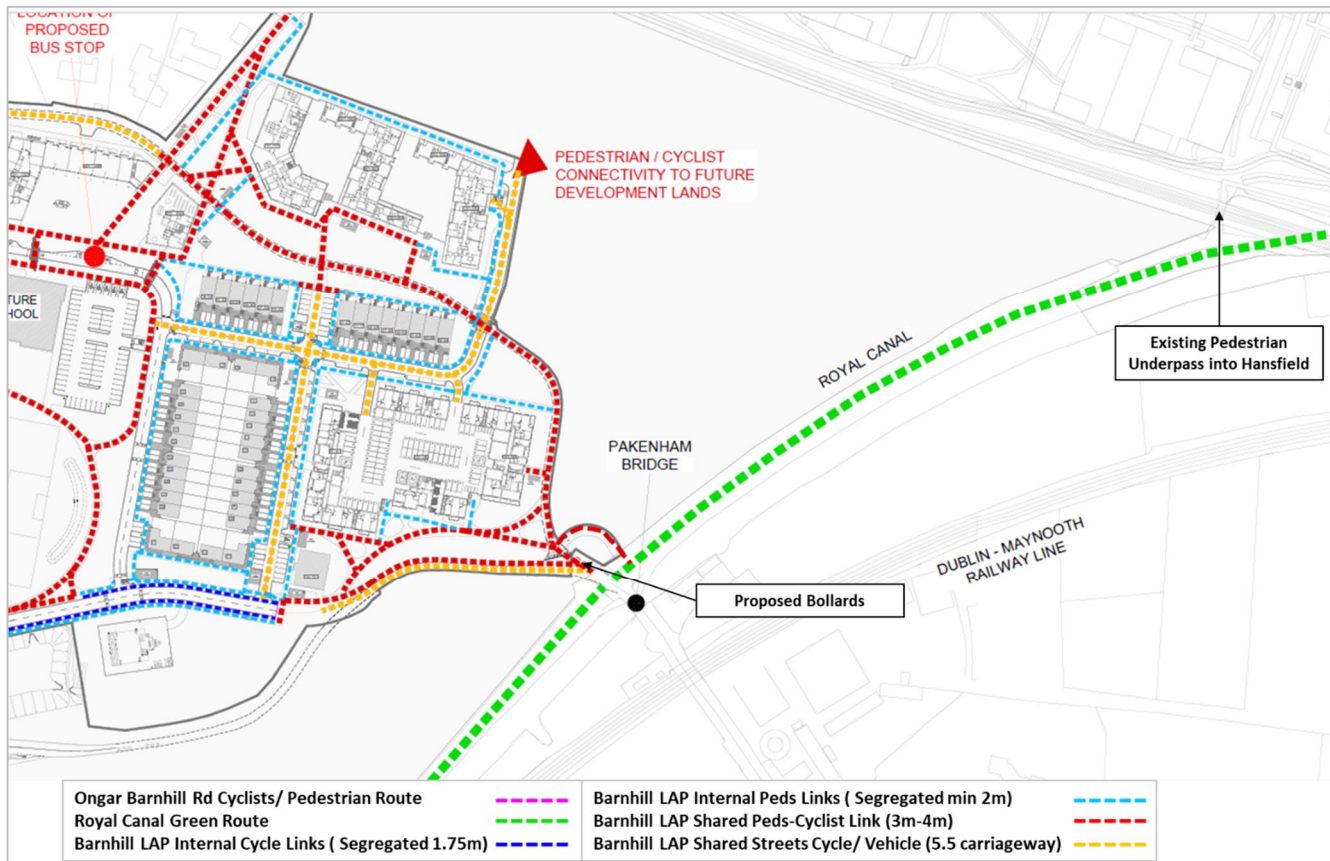 LOCATION OF
PROPOSED
BUS STOP
PEDESTRIAN / CYCLIST
CONNECTIVITY TO FUTURE
DEVELOPMENT LANDS
TURE
HOOL
ROYAL CANAL
Existing Pedestrian
Underpass into Hansfield
PAKENHAM
BRIDGE
DUBLIN - MAYNOOTH
RAILWAY LINE
Proposed Bollards
Ongar Barnhill Rd Cyclists/ Pedestrian Route
Royal Canal Green Route
Barnhill LAP Internal Cycle Links ( Segregated 1.75m)
Barnhill LAP Internal Peds Links ( Segregated min 2m)
Barnhill LAP Shared Peds-Cyclist Link (3m-4m)
Barnhill LAP Shared Streets Cycle/ Vehicle (5.5 carriageway)